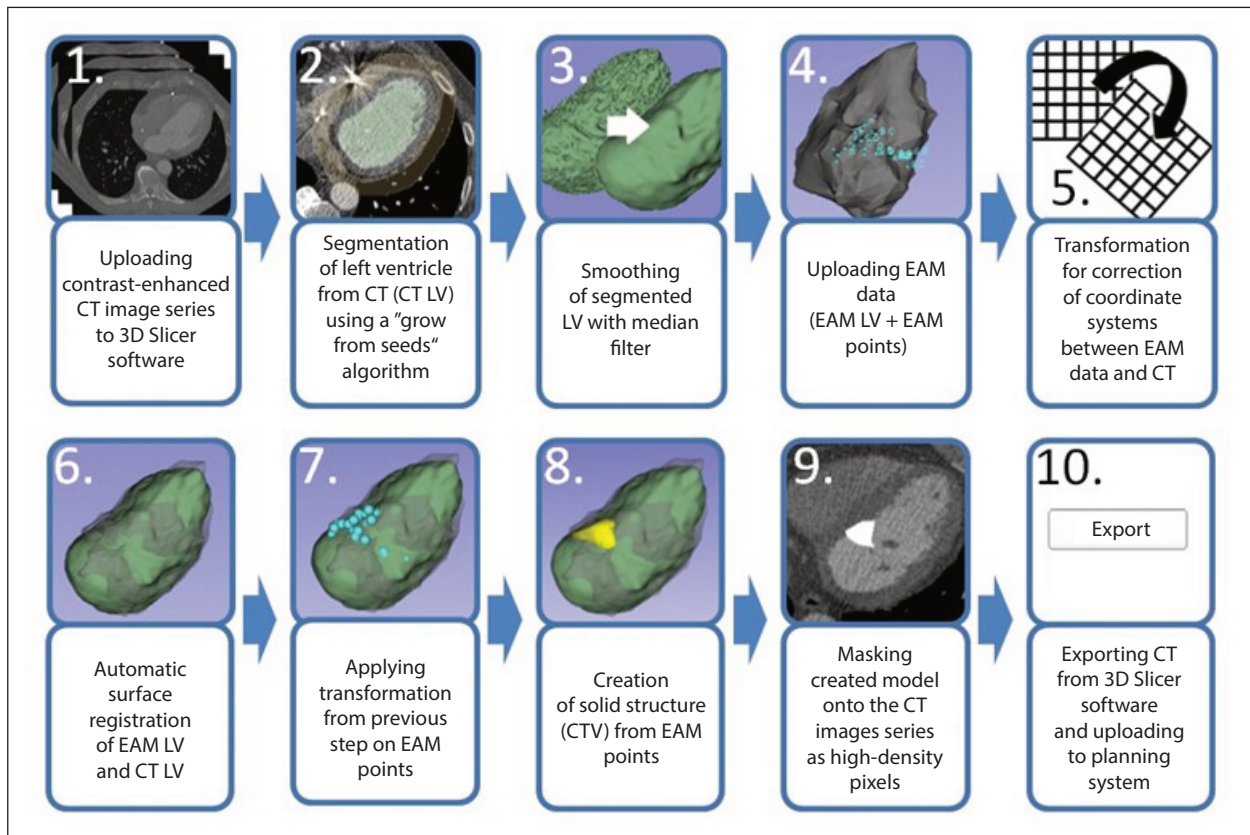 1.
Uploading
contrast-enhanced
CT image series
to 3D Slicer
software
2.
Segmentation
of left ventricle
from CT (CT LV)
using a ”grow
from seeds“
algorithm
3.
Smoothing
of segmented
LV with median
filter
4.
Uploading EAM
data
(EAM LV + EAM
points)
5.
Transformation
for correction
of coordinate
systems
between EAM
data and CT
6.
Automatic
surface
registration
of EAM LV
and CT LV
7.
Applying
transformation
from previous
step on EAM
points
8.
Creation
of solid structure
(CTV) from EAM
points
9.
Masking
created model
onto the CT
images series
as high-density
pixels
10.
Export
Exporting CT
from 3D Slicer
software
and uploading
to planning
system